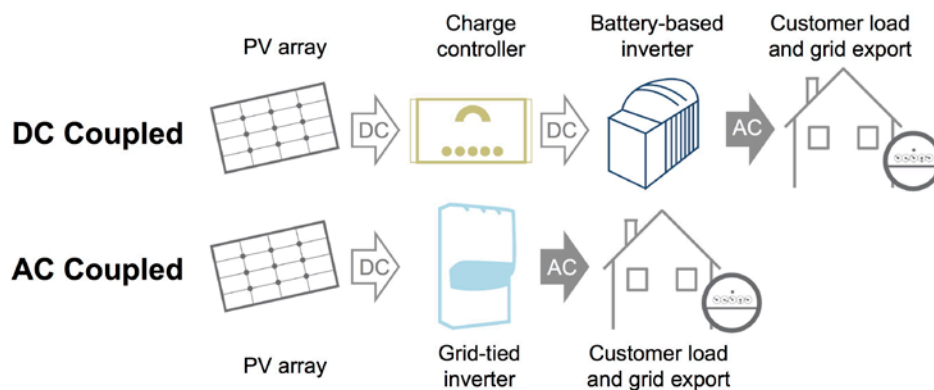 PV array
Charge
controller
Battery-based
inverter
Customer load
and grid export
DC Coupled
DC
DC
AC
AC Coupled
DC
AC
PV array
Grid-tied
inverter
Customer load
and grid export